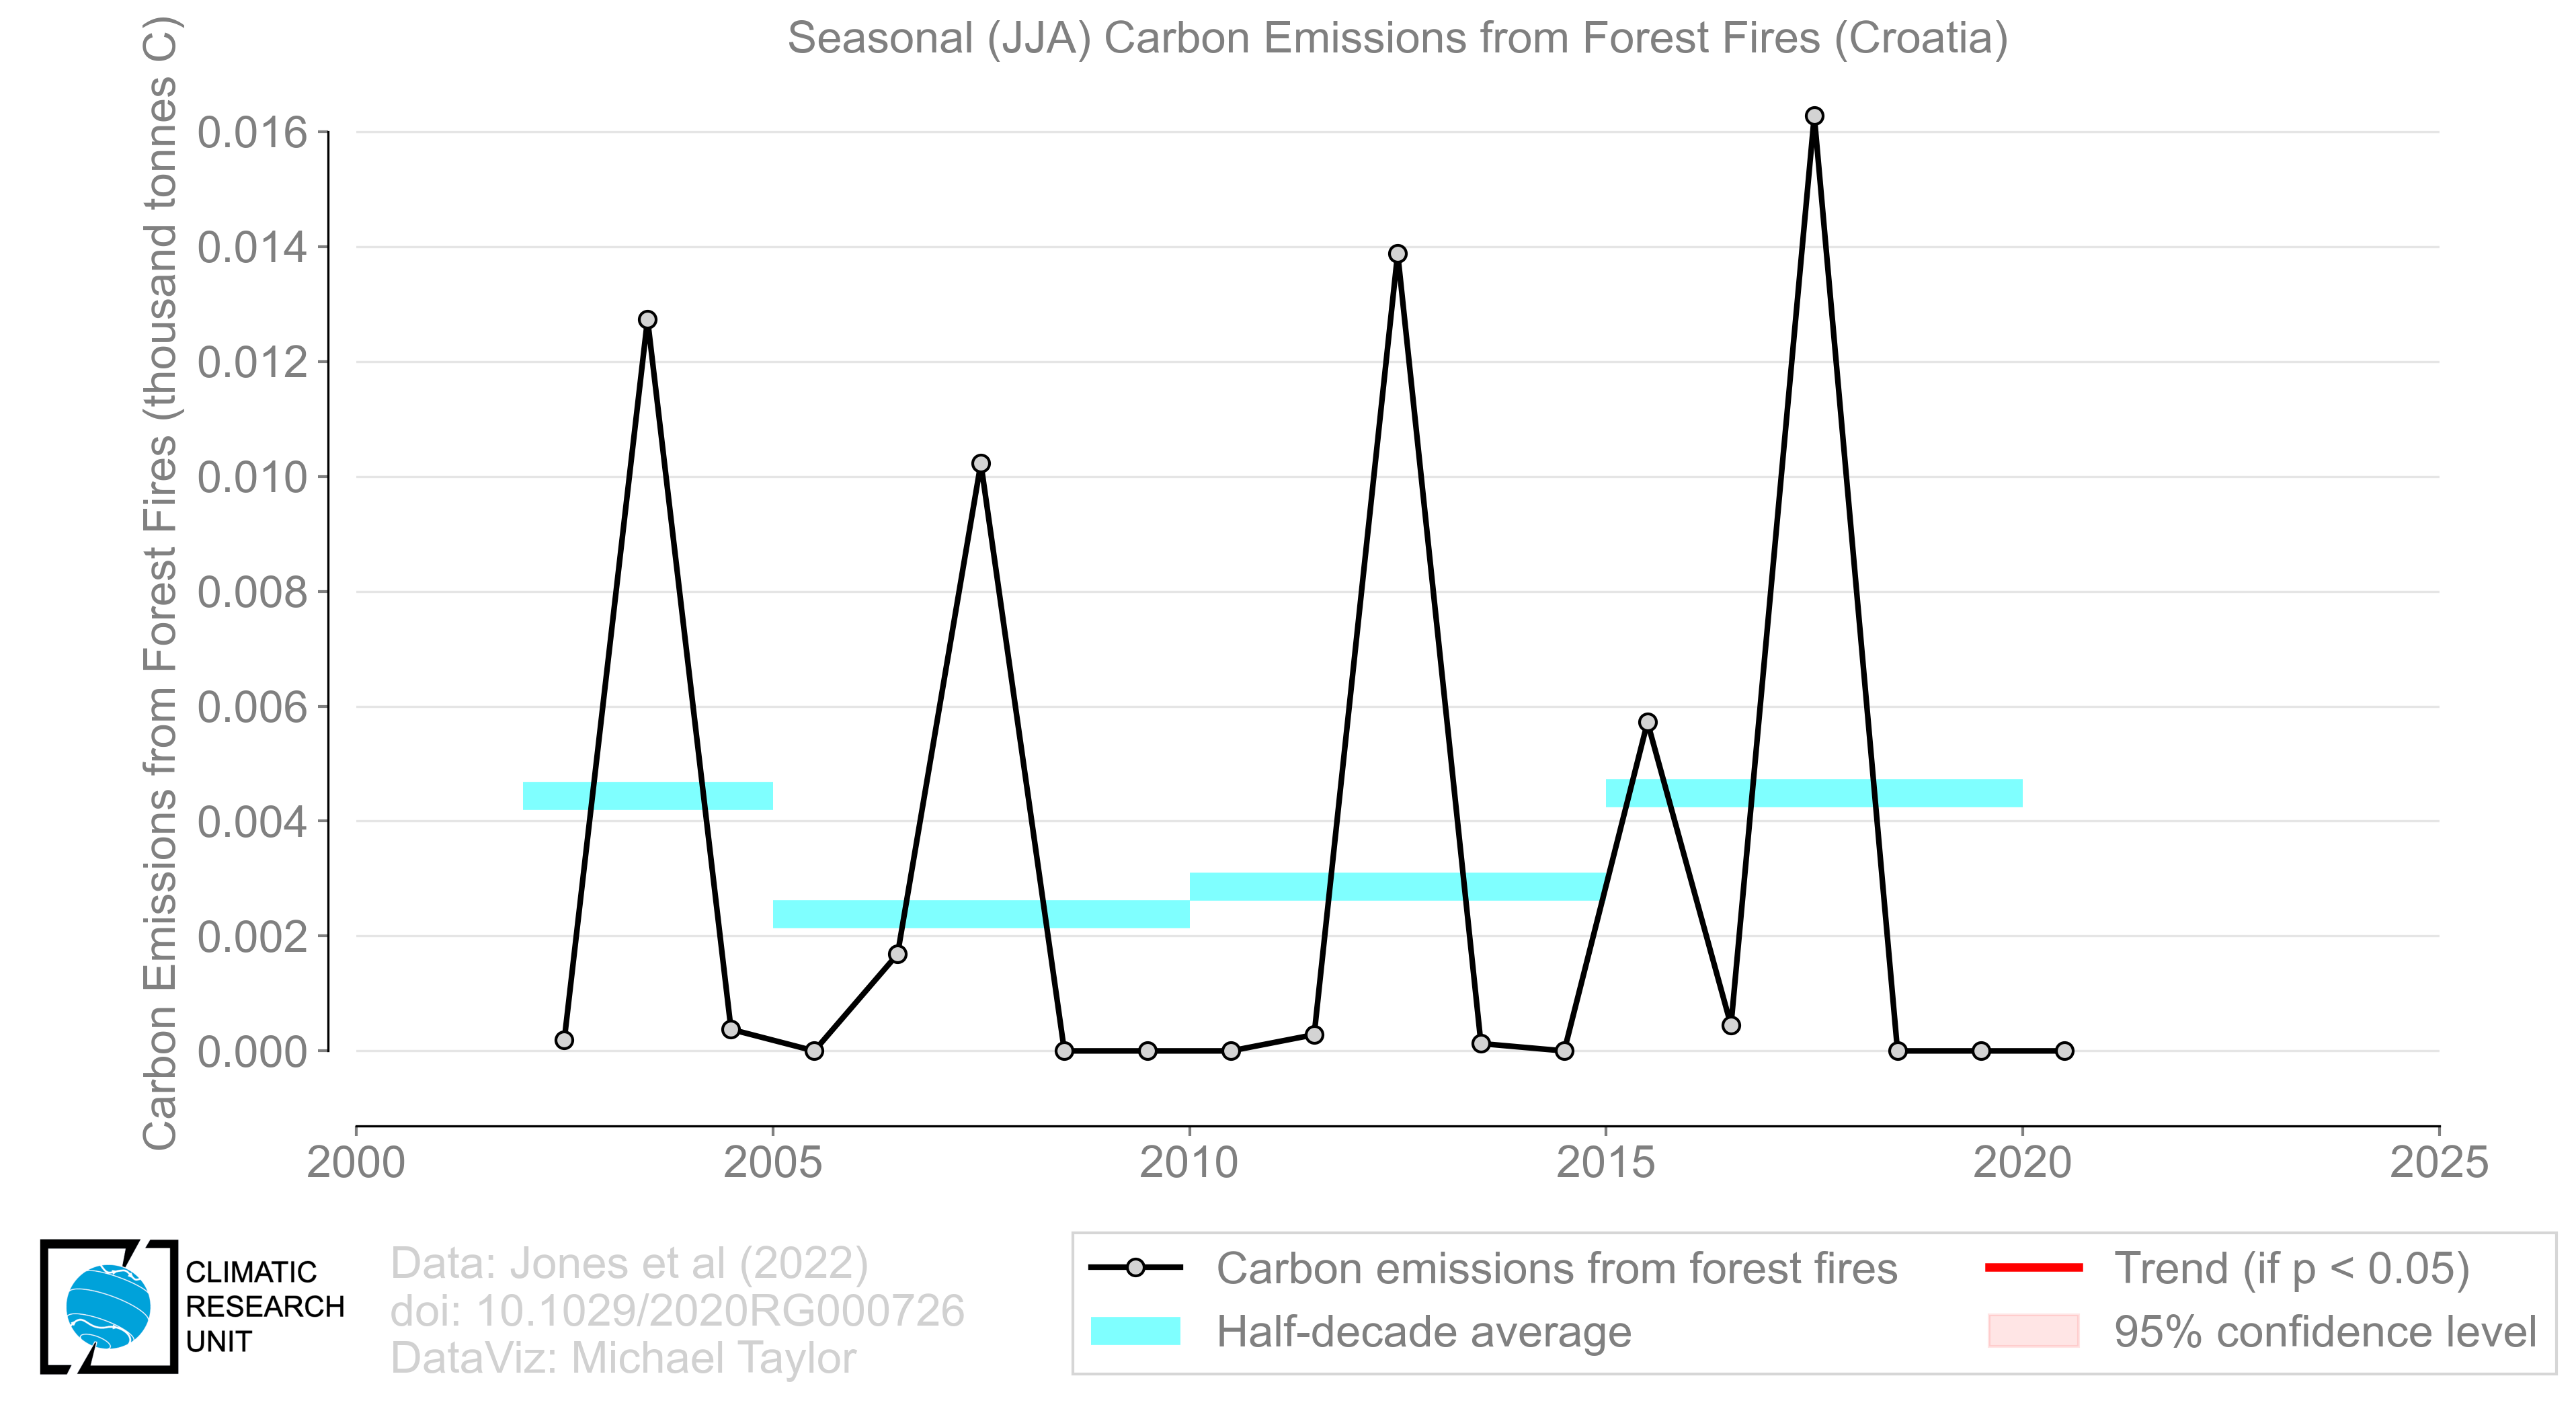 Seasonal (JJA) Carbon Emissions from Forest Fires (Croatia)
Carbon Emissions from Forest Fires (thousand tonnes C)
0.016
0.014
0.012
0.010
0.008
0.006
0.004
0.002
0.000
2000 2005 2010 2015 2020 2025
CLIMATIC
RESEARCH
UNIT
Data: Jones et al (2022)
doi: 10.1029/2020RG000726
DataViz: Michael Taylor
Carbon emissions from forest fires
Half-decade average
Trend (if p < 0.05)
95% confidence level